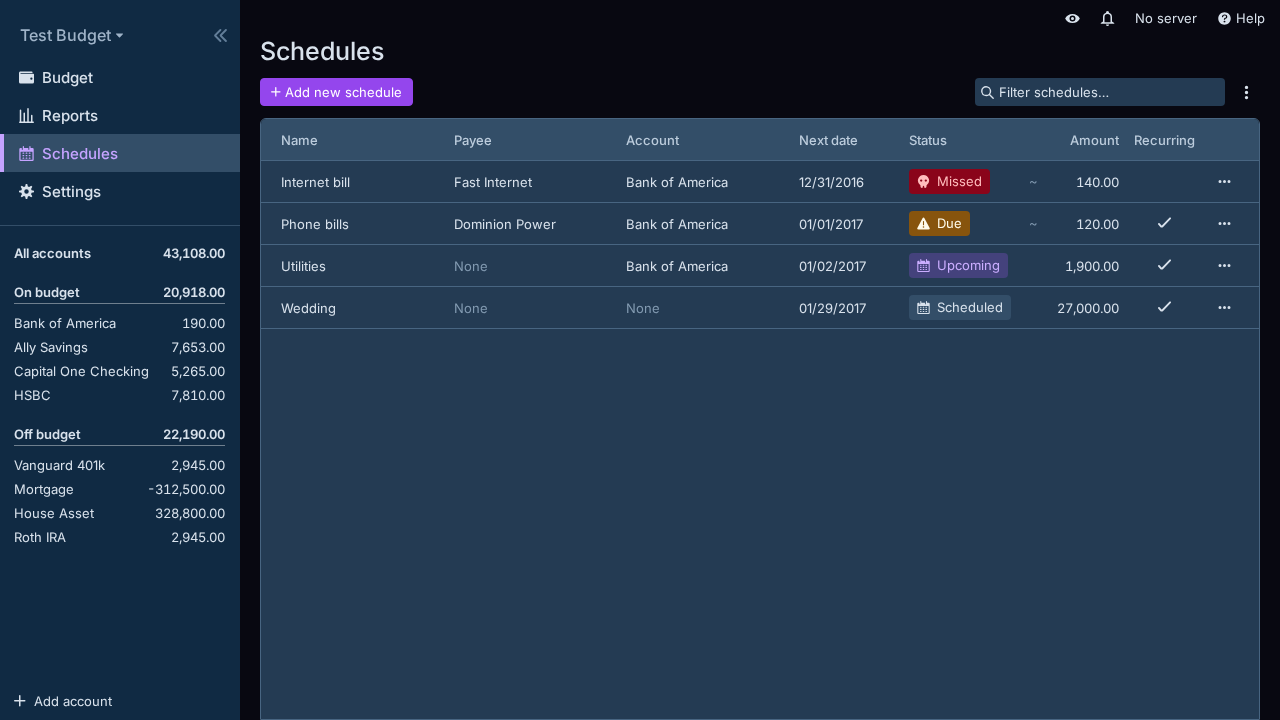 Test Budget
Budget
Reports
Schedules
Settings
All accounts 43,108.00
On budget 20,918.00
Bank of America 190.00
Ally Savings 7,653.00
Capital One Checking 5,265.00
HSBC 7,810.00
Off budget 22,190.00
Vanguard 401k 2,945.00
Mortgage -312,500.00
House Asset 328,800.00
Roth IRA 2,945.00
Add account
No server Help
Schedules
Add new schedule
Filter schedules...
Name Payee Account Next date Status Amount Recurring
Internet bill Fast Internet Bank of America 12/31/2016 Missed ~ 140.00
Phone bills Dominion Power Bank of America 01/01/2017 Due ~ 120.00
Utilities None Bank of America 01/02/2017 Upcoming 1,900.00
Wedding None None 01/29/2017 Scheduled 27,000.00